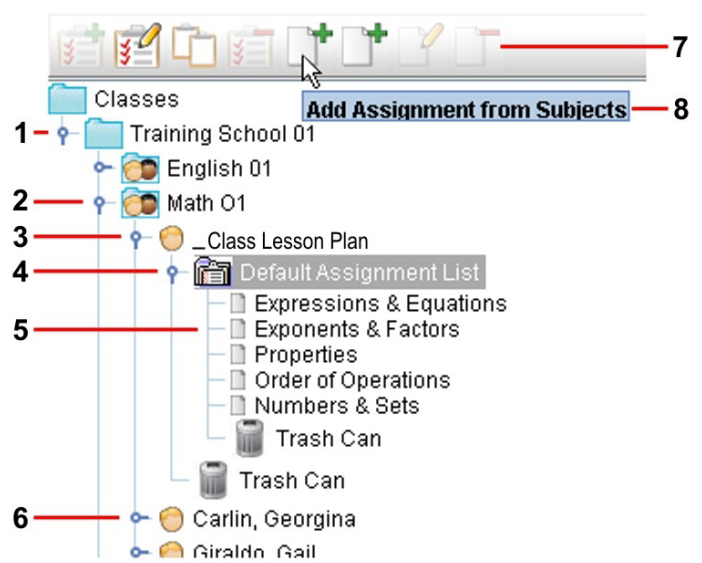 7
Classes
Add Assignment from Subjects 8
1 Training School 01
English 01
2 Math O1
3 _Class Lesson Plan
4 Default Assignment List
Expressions & Equations
5 Exponents & Factors
Properties
Order of Operations
Numbers & Sets
Trash Can
Trash Can
6 Carlin, Georgina
Giraldo, Gail